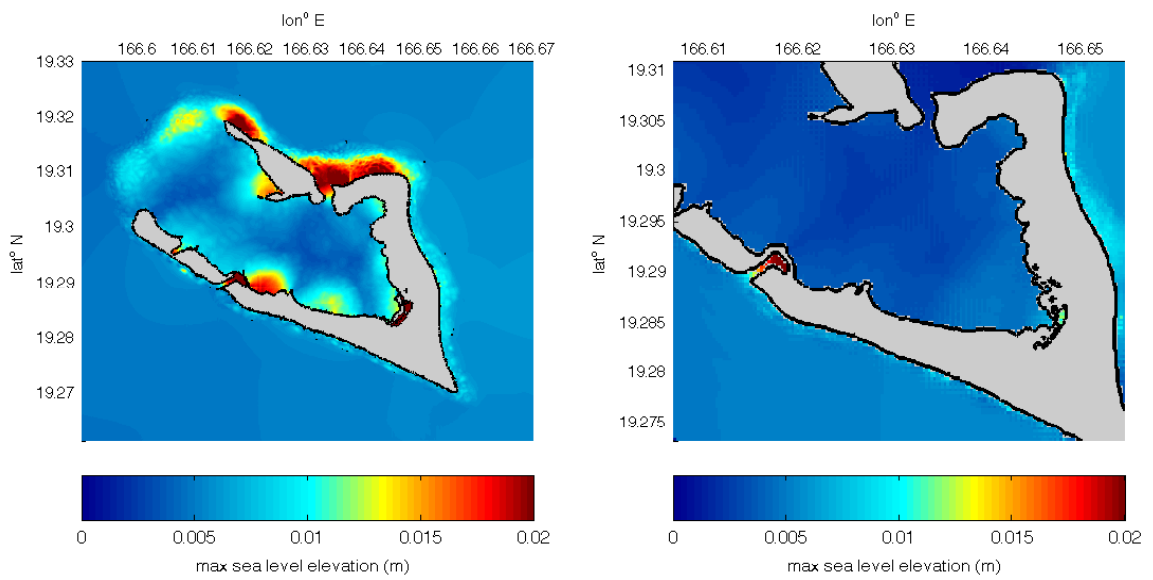 lon° E
166.6 166.61 166.62 166.63 166.64 166.65 166.66 166.67
19.33
19.32
19.31
19.3
19.29
19.28
19.27
lat° N
0 0.005 0.01 0.015 0.02
max sea level elevation (m)
lon° E
166.61 166.62 166.63 166.64 166.65
19.31
19.305
19.3
19.295
19.29
19.285
19.28
19.275
lat° N
0 0.005 0.01 0.015 0.02
max sea level elevation (m)